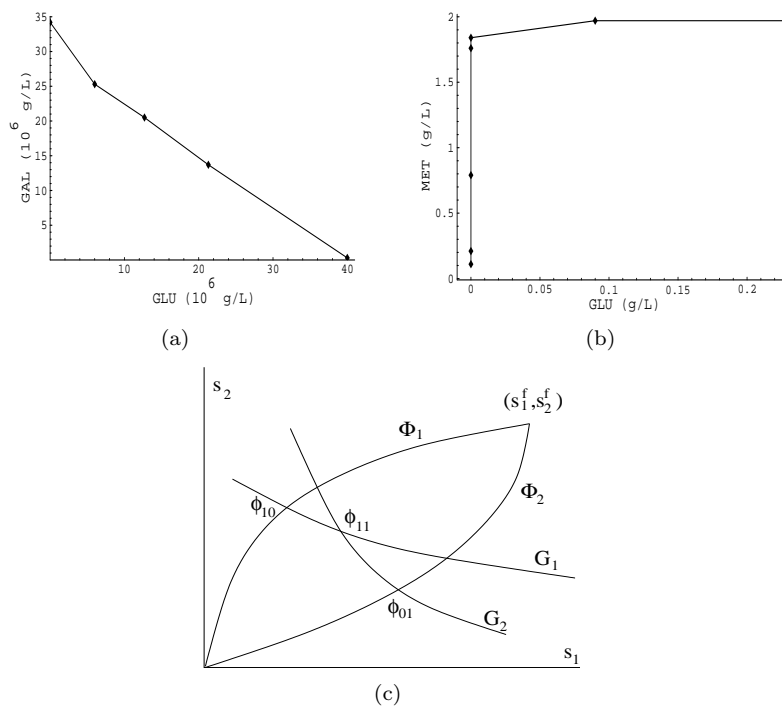 35
30
25
20
15
10
5
GAL (10^6 g/L)
10 20 30 40
GLU (10^6 g/L)
(a)
2
1.5
1
0.5
0
MET (g/L)
0 0.05 0.1 0.15 0.2
GLU (g/L)
(b)
s₂
(s₁ᶠ,s₂ᶠ)
Φ₁
Φ₂
ϕ₁₀
ϕ₁₁
G₁
ϕ₀₁
G₂
s₁
(c)